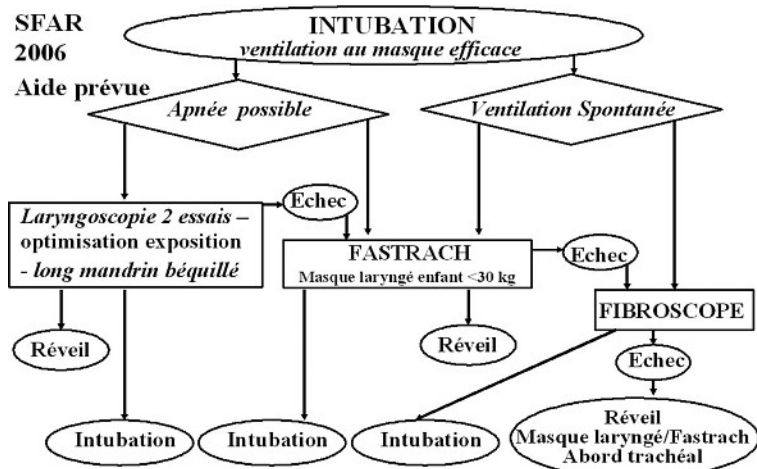 SFAR
2006
Aide prévue
INTUBATION
ventilation au masque efficace
Apnée possible
Ventilation Spontanée
Laryngoscopie 2 essais –
optimisation exposition
- long mandrin béquillé
Echec
FASTRACH
Masque laryngé enfant <30 kg
Echec
FIBROSCOPE
Réveil
Réveil
Echec
Intubation
Intubation
Intubation
Réveil
Masque laryngé/Fastrach
Abord trachéal